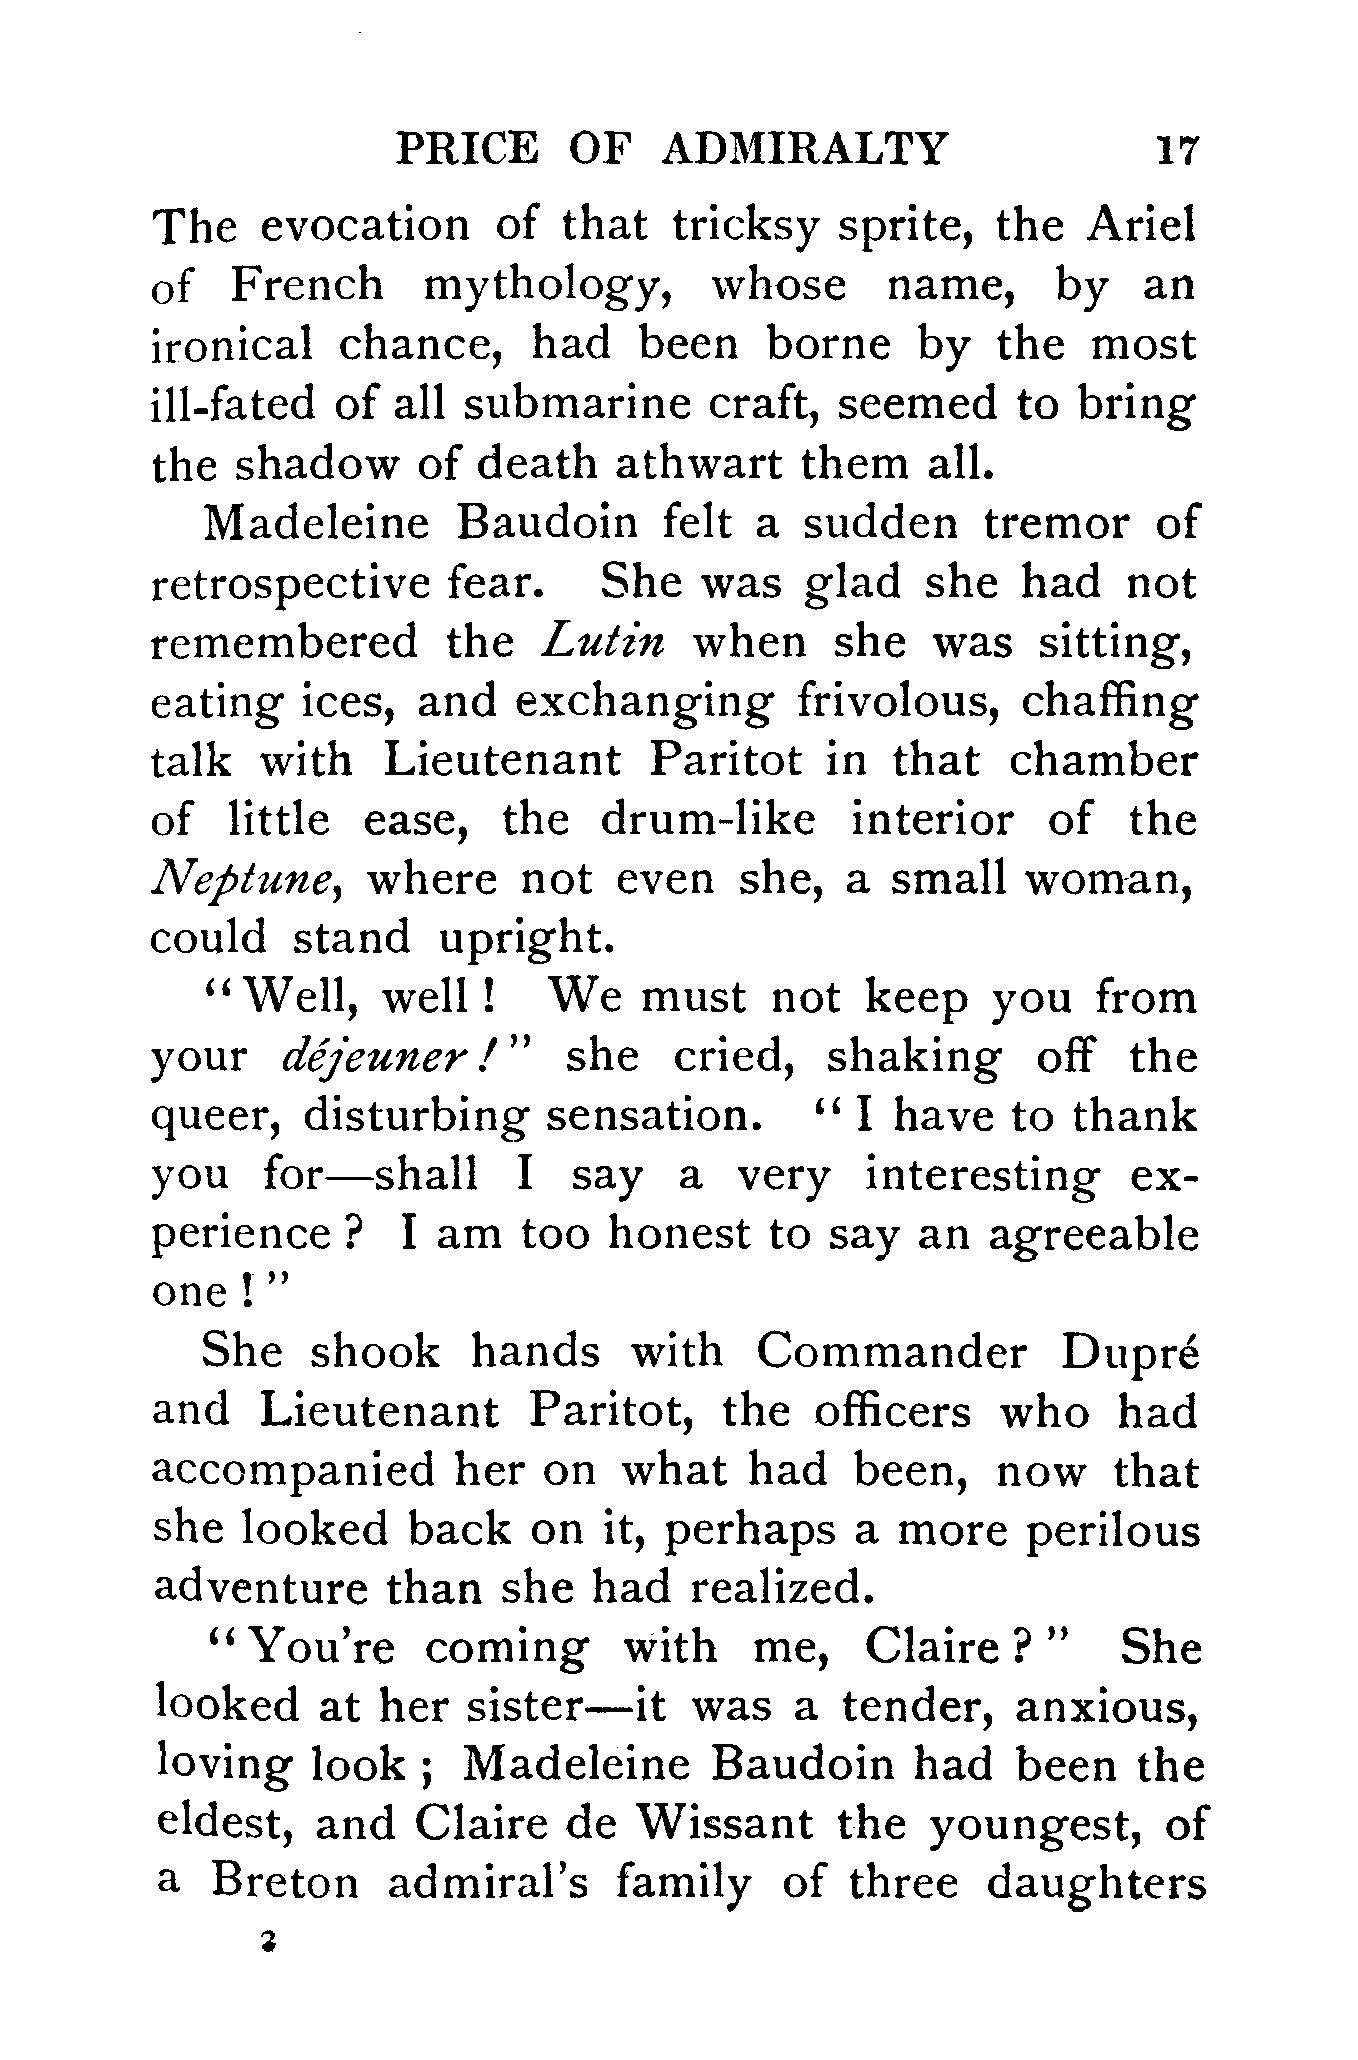 PRICE OF ADMIRALTY 17
The evocation of that tricksy sprite, the Ariel
of French mythology, whose name, by an
ironical chance, had been borne by the most
ill-fated of all submarine craft, seemed to bring
the shadow of death athwart them all.
Madeleine Baudoin felt a sudden tremor of
retrospective fear. She was glad she had not
remembered the Lutin when she was sitting,
eating ices, and exchanging frivolous, chaffing
talk with Lieutenant Paritot in that chamber
of little ease, the drum-like interior of the
Neptune, where not even she, a small woman,
could stand upright.
“Well, well! We must not keep you from
your déjeuner!” she cried, shaking off the
queer, disturbing sensation. “I have to thank
you for—shall I say a very interesting ex-
perience? I am too honest to say an agreeable
one!”
She shook hands with Commander Dupré
and Lieutenant Paritot, the officers who had
accompanied her on what had been, now that
she looked back on it, perhaps a more perilous
adventure than she had realized.
“You're coming with me, Claire?” She
looked at her sister—it was a tender, anxious,
loving look; Madeleine Baudoin had been the
eldest, and Claire de Wissant the youngest, of
a Breton admiral's family of three daughters
2